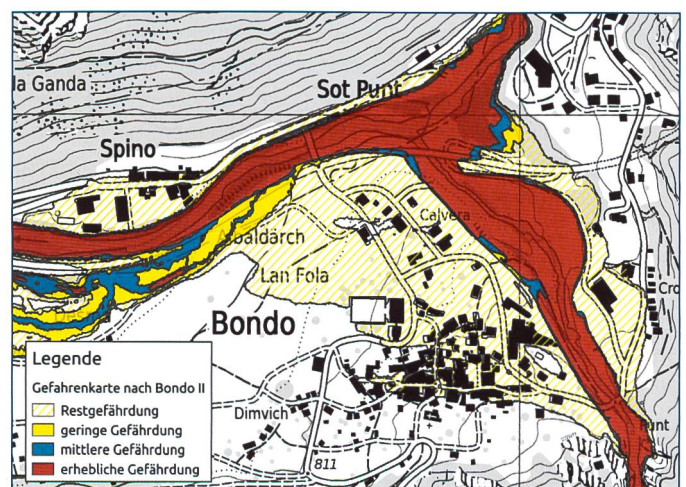 la Ganda
Sot Punt
Spino
Calvera
Lan Fola
Bondo
Cro
Legende
Gefahrenkarte nach Bondo II
Restgefährdung
geringe Gefährdung
mittlere Gefährdung
erhebliche Gefährdung
Dimvich
811
Punt